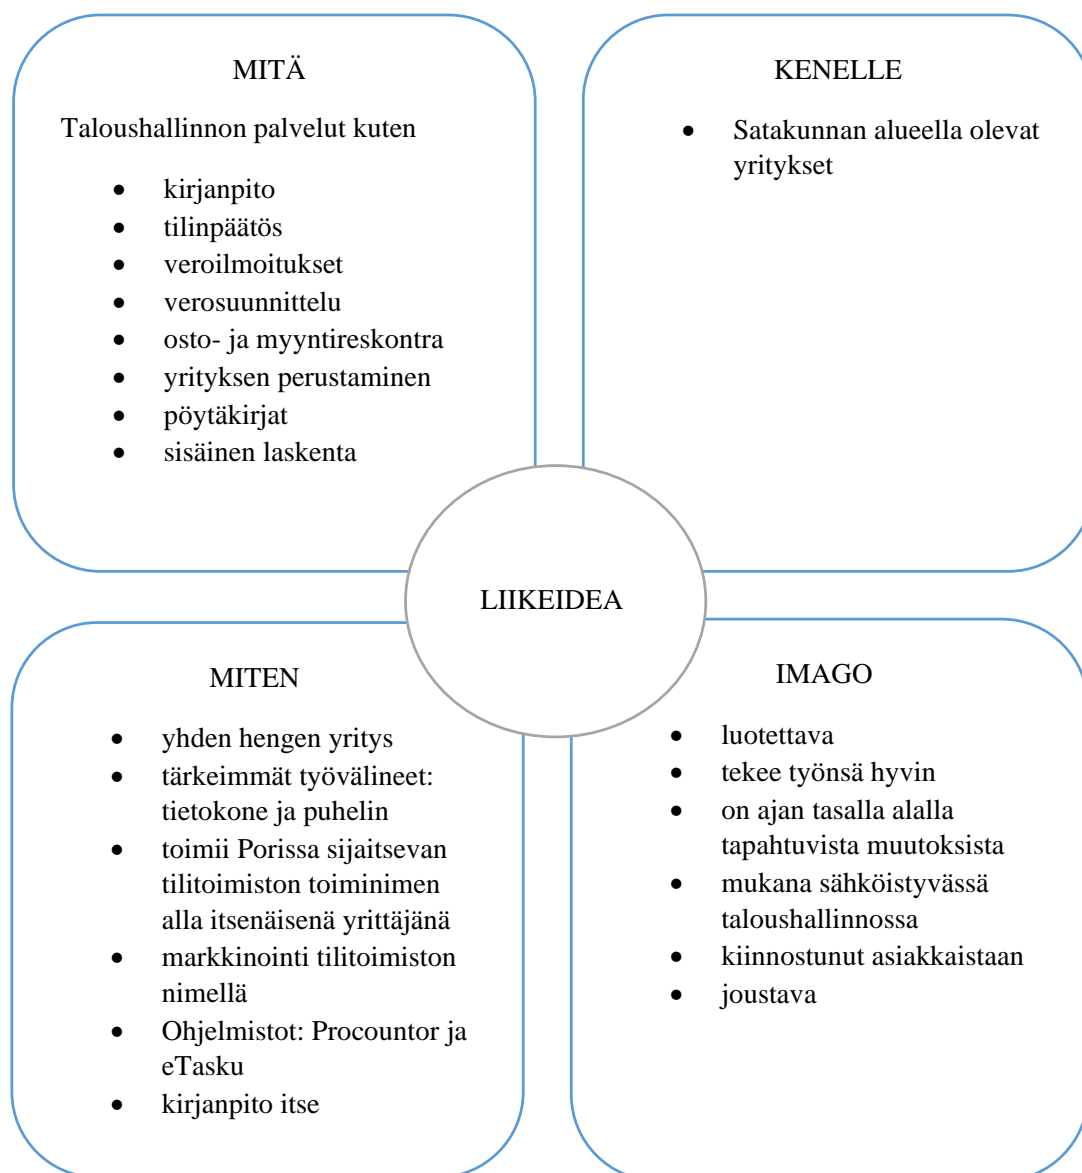 MITÄ
Taloushallinnon palvelut kuten
• kirjanpito
• tilinpäätös
• veroilmoitukset
• verosuunnittelu
• osto- ja myyntireskontra
• yrityksen perustaminen
• pöytäkirjat
• sisäinen laskenta
KENELLE
• Satakunnan alueella olevat
yritykset
LIIKEIDEA
MITEN
• yhden hengen yritys
• tärkeimmät työvälineet:
tietokone ja puhelin
• toimii Porissa sijaitsevan
tilitoimiston toiminimen
alla itsenäisenä yrittäjänä
• markkinointi tilitoimiston
nimellä
• Ohjelmistot: Procountor ja
eTasku
• kirjanpito itse
IMAGO
• luotettava
• tekee työnsä hyvin
• on ajan tasalla alalla
tapahtuvista muutoksista
• mukana sähköistyvässä
taloushallinnossa
• kiinnostunut asiakkaistaan
• joustava